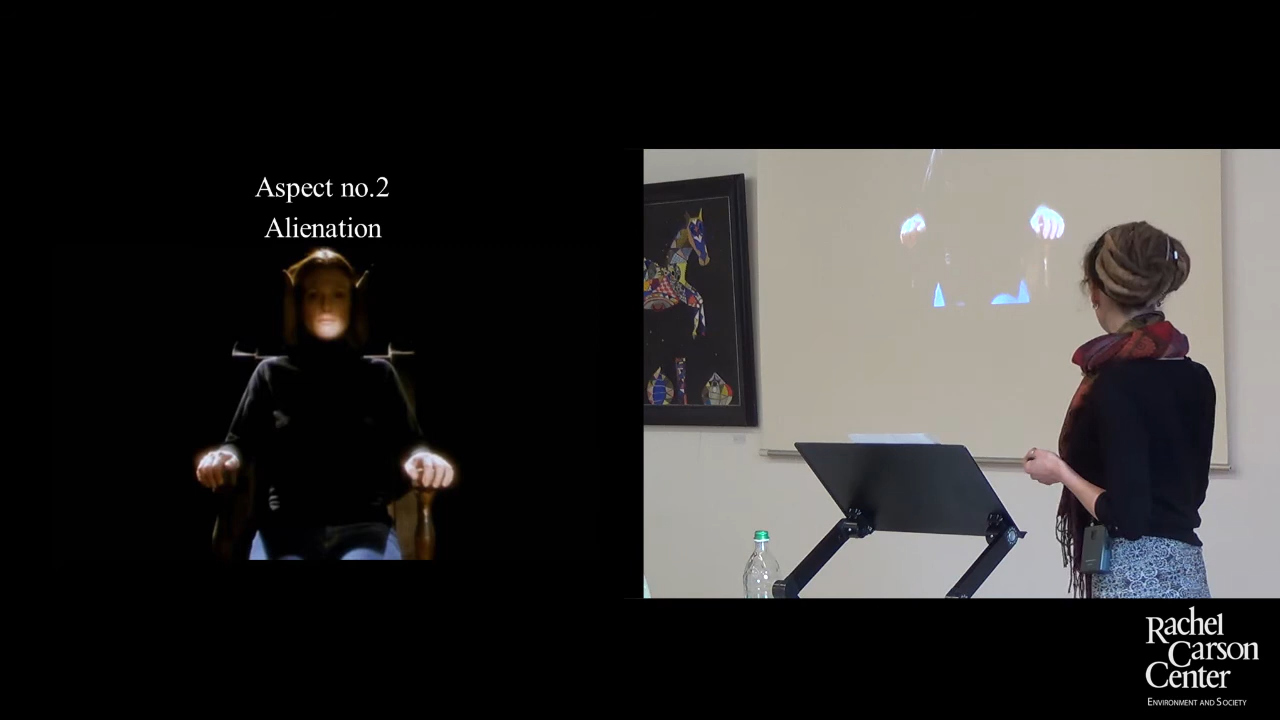 Aspect no.2
Alienation
Rachel
Carson
Center
ENVIRONMENT AND SOCIETY